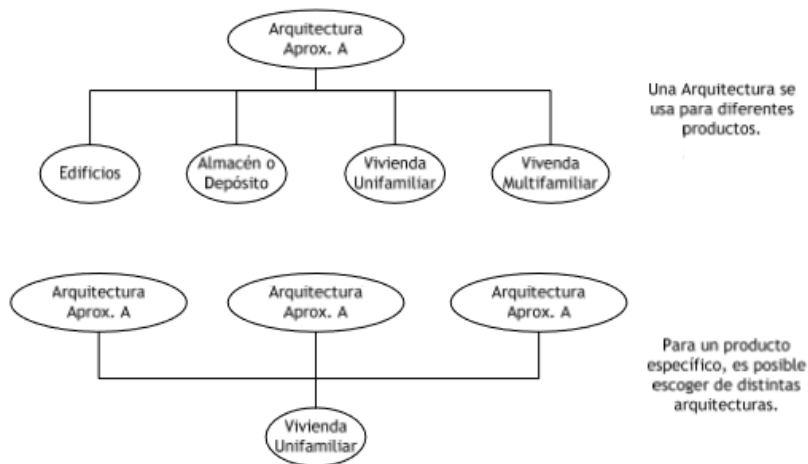 Arquitectura
Aprox. A
Una Arquitectura se
usa para diferentes
productos.
Edificios
Almacén o
Depósito
Vivienda
Unifamiliar
Vivenda
Multifamiliar
Arquitectura
Aprox. A
Arquitectura
Aprox. A
Arquitectura
Aprox. A
Para un producto
específico, es posible
escoger de distintas
arquitecturas.
Vivienda
Unifamiliar